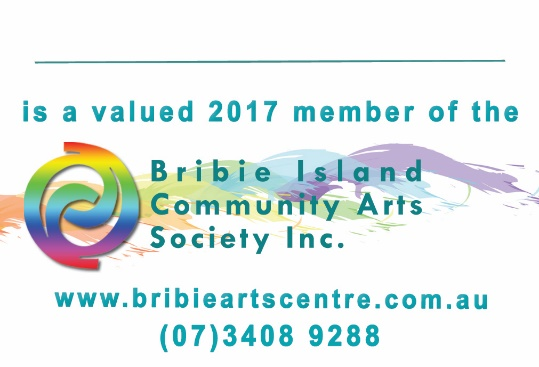 is a valued 2017 member of the
Bribie Island
Community Arts
Society Inc.
www.bribieartscentre.com.au
(07)3408 9288